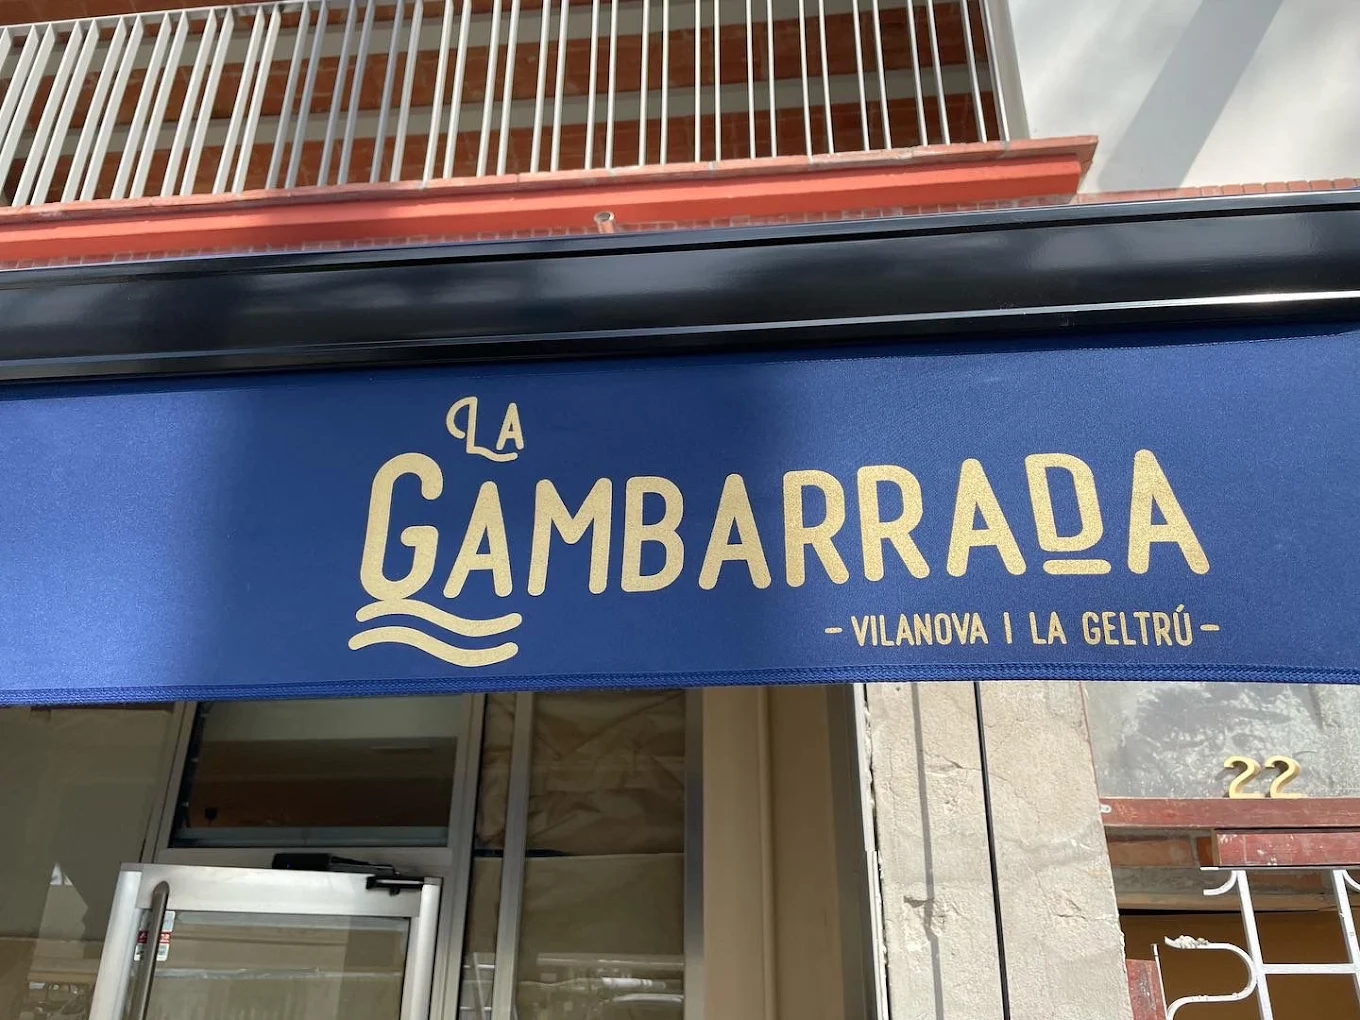 LA
GAMBARRADA
-VILANOVA I LA GELTRÚ-
22